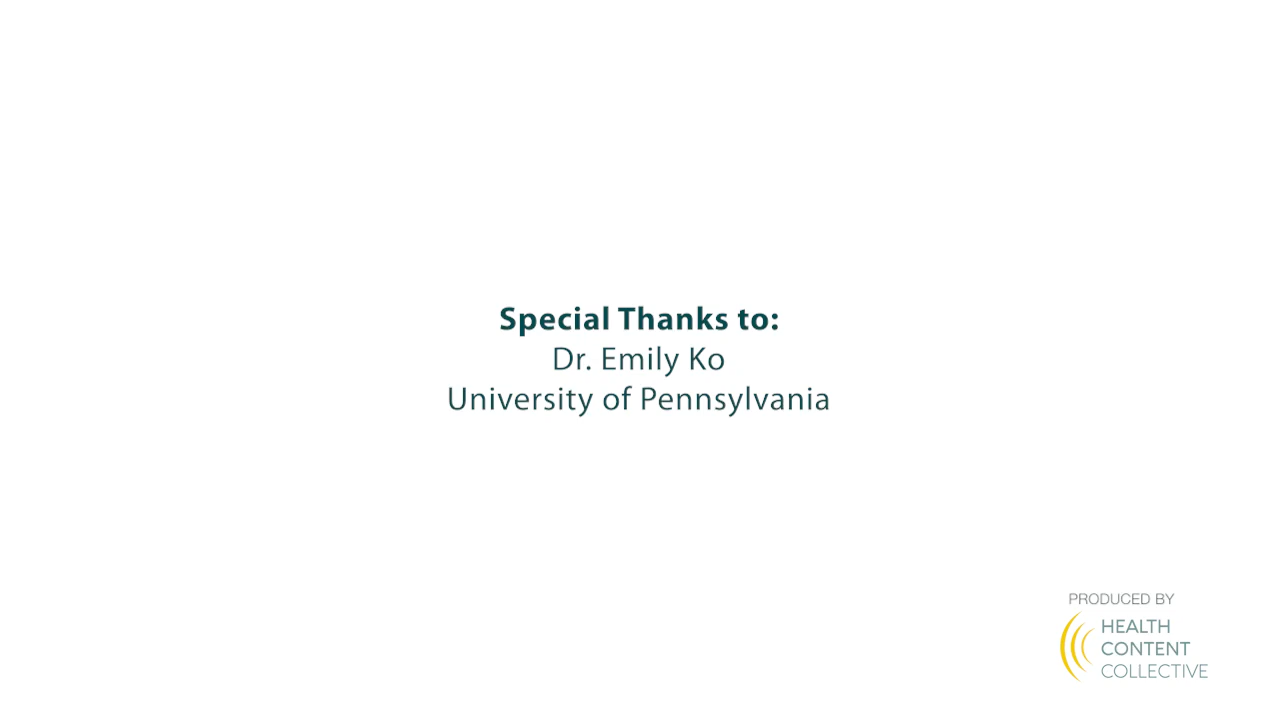 Special Thanks to:
Dr. Emily Ko
University of Pennsylvania
PRODUCED BY
HEALTH
CONTENT
COLLECTIVE